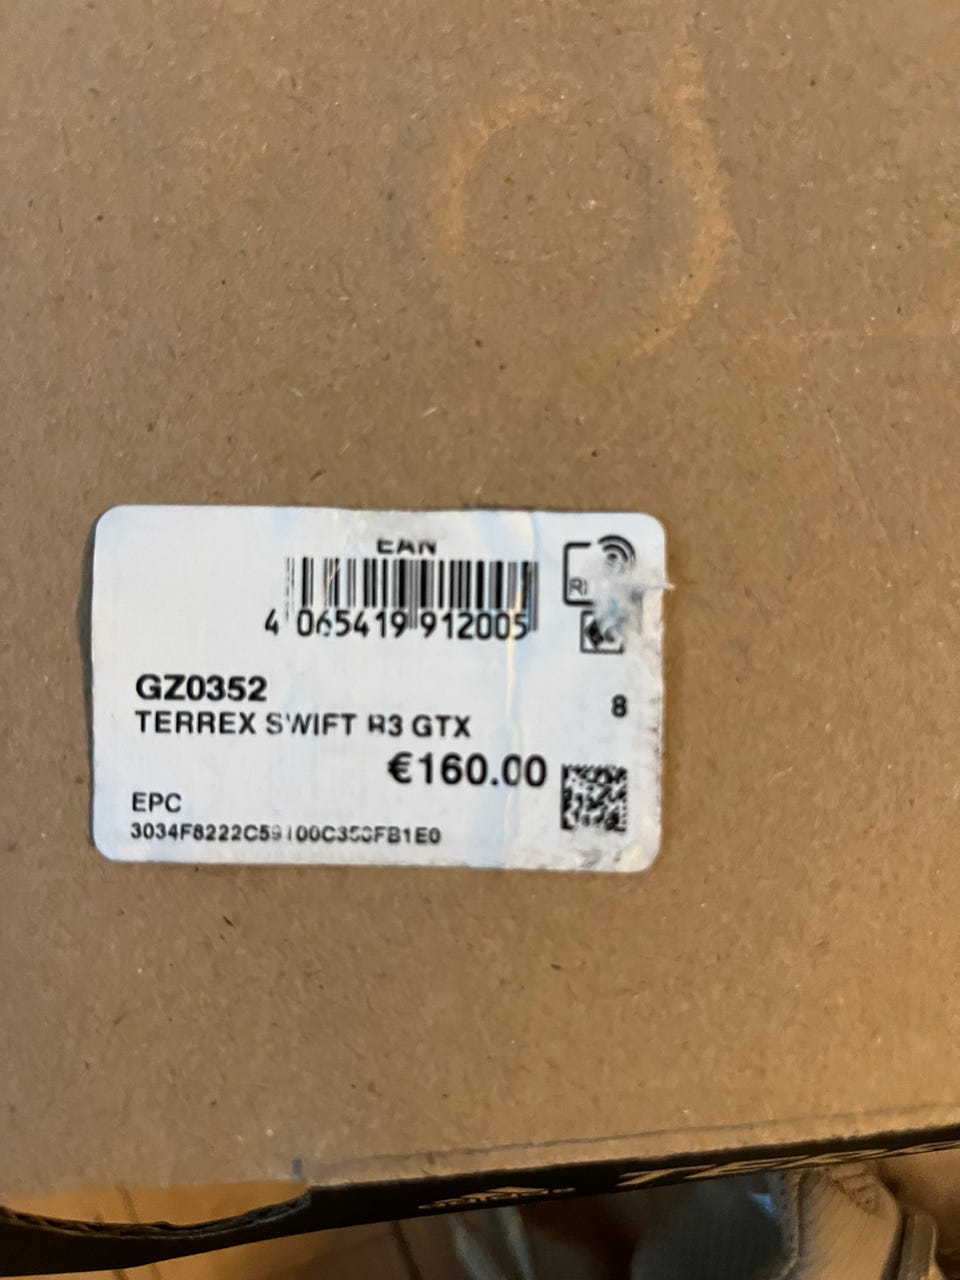 EAN
4 065419 912005
GZ0352
8
TERREX SWIFT R3 GTX
€160.00
EPC